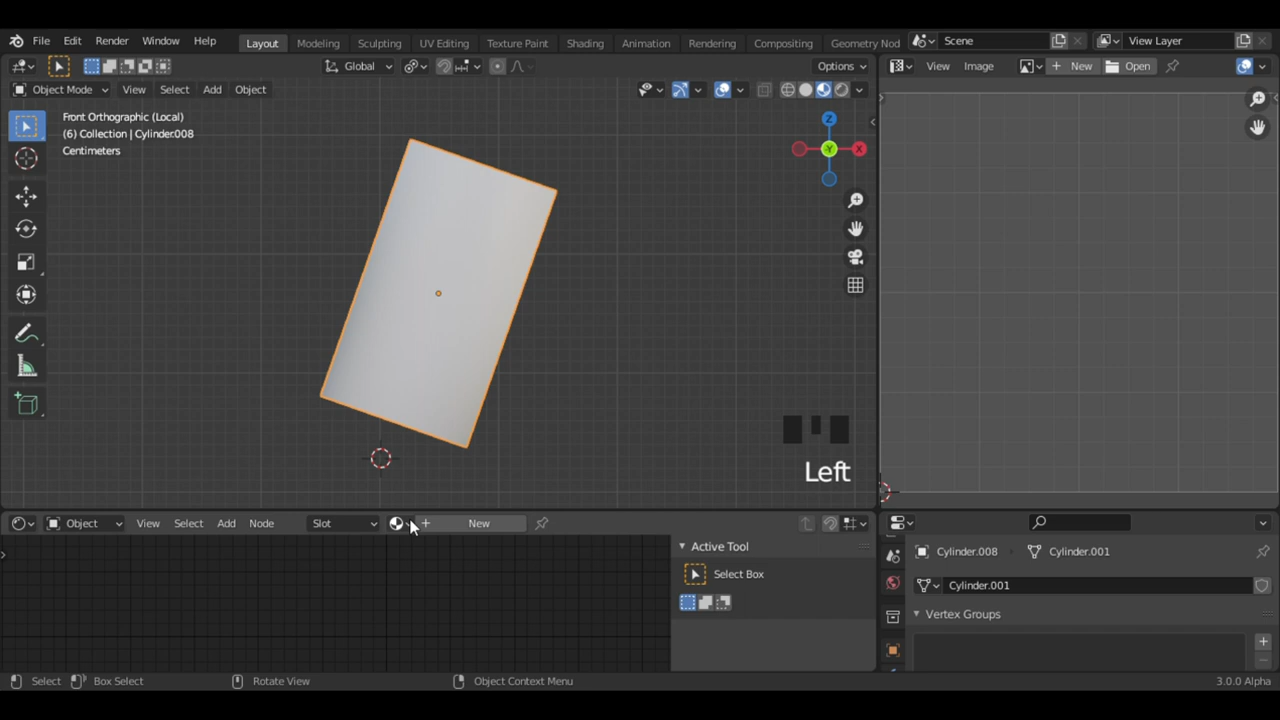 File Edit Render Window Help Layout Modeling Sculpting UV Editing Texture Paint Shading Animation Rendering Compositing Geometry Nod Scene View Layer
Global Options View Image New Open
Object Mode View Select Add Object
Front Orthographic (Local)
(6) Collection | Cylinder.008
Centimeters
Z
Y X
Left
Object View Select Add Node Slot New
Active Tool
Select Box
Cylinder.008 Cylinder.001
Cylinder.001
Vertex Groups
Select Box Select Rotate View Object Context Menu 3.0.0 Alpha